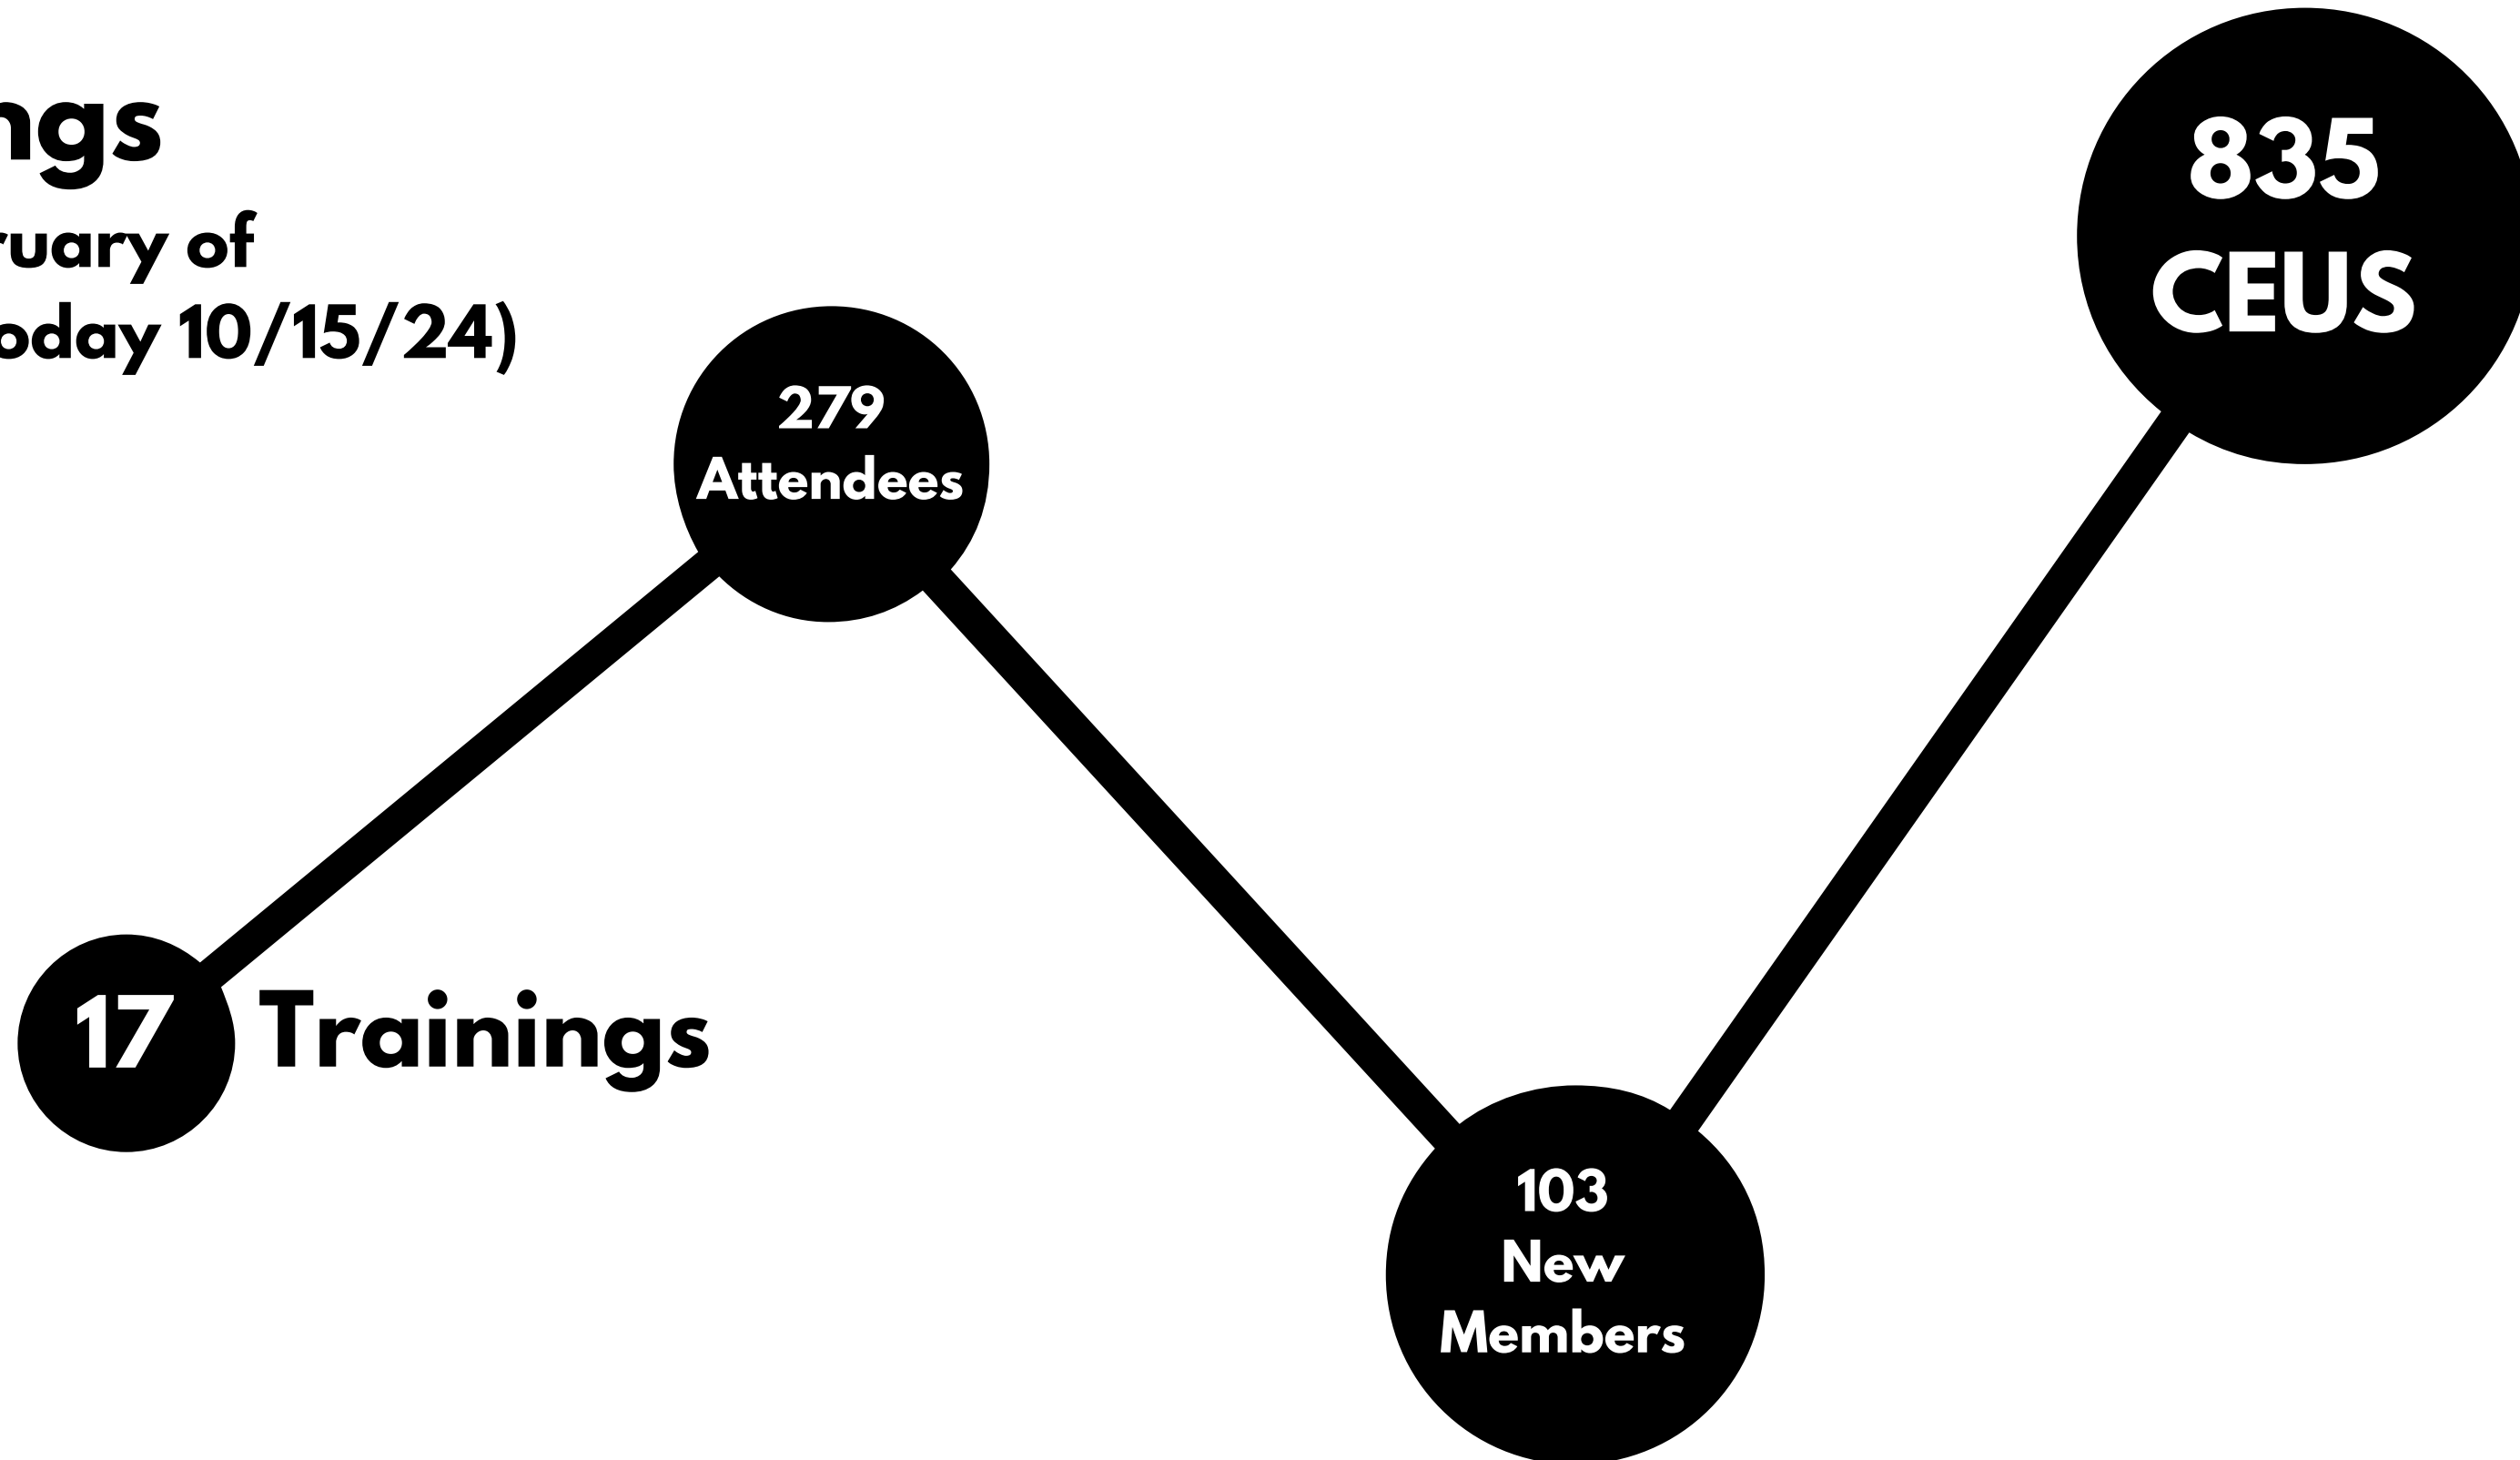 ngs
ruary of
oday 10/15/24)
279
Attendees
835
CEUS
17
Trainings
103
New
Members